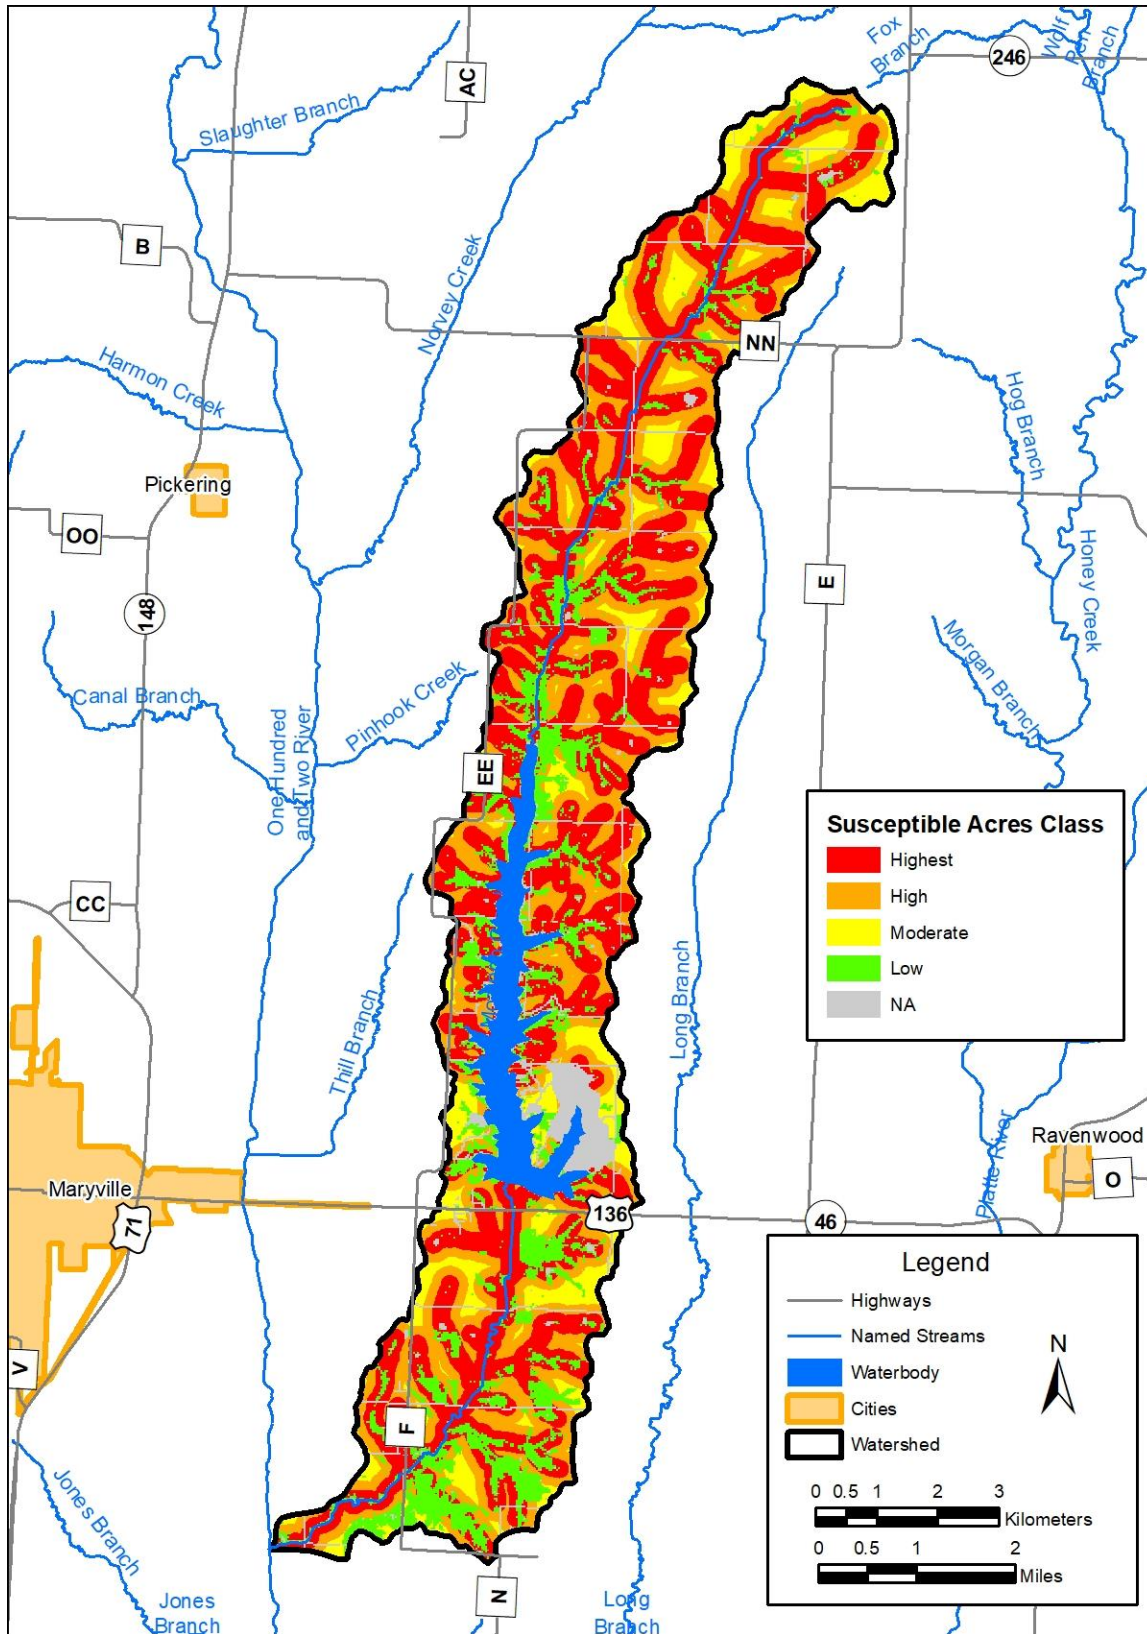 Fox
Branch
Wolf
Pen
Branch
246
AC
Slaughter Branch
B
Norvey Creek
NN
Harmon Creek
Hog Branch
Pickering
OO
Honey Creek
148
E
Morgan Branch
Canal Branch
Pinhook Creek
One Hundred
and Two River
EE
Susceptible Acres Class
Highest
High
Moderate
Low
NA
CC
Long Branch
Thill Branch
Platte River
Ravenwood
O
Maryville
71
136
46
Legend
Highways
Named Streams
Waterbody
Cities
Watershed
N
0 0.5 1 2 3
Kilometers
0 0.5 1 2
Miles
V
F
Jones Branch
N
Jones
Branch
Long
Branch